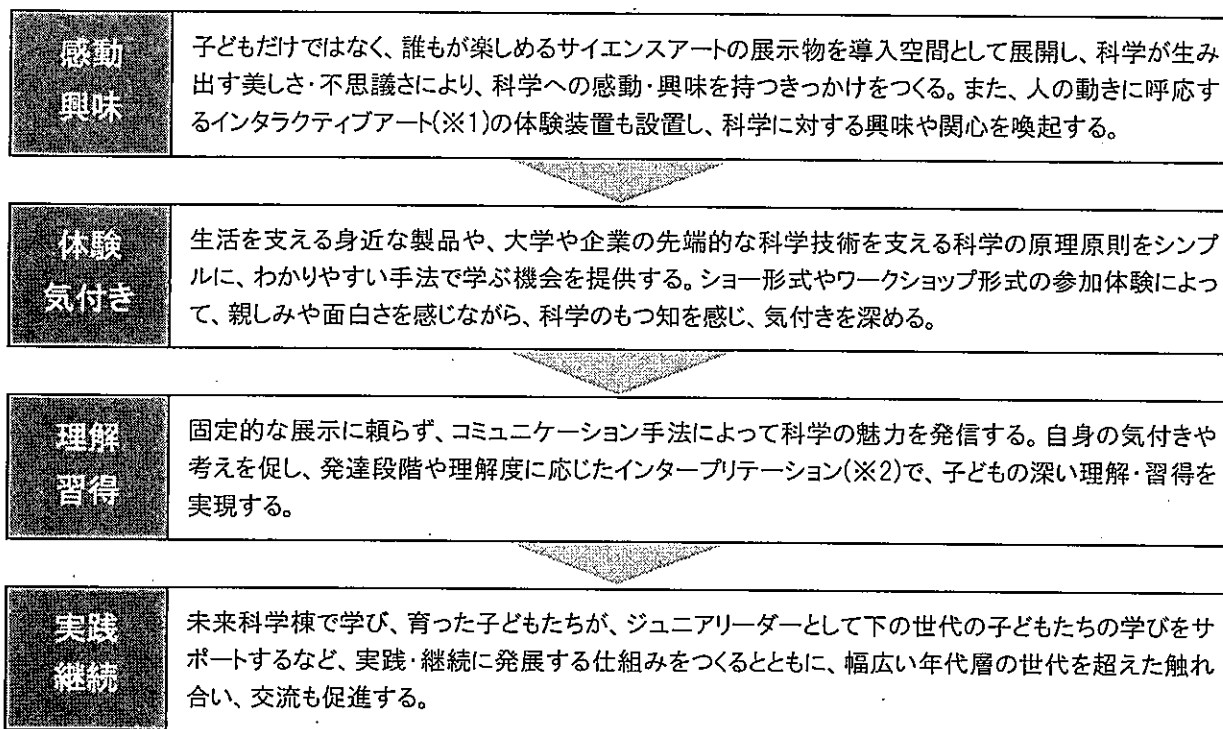 感動
興味
子どもだけではなく、誰もが楽しめるサイエンスアートの展示物を導入空間として展開し、科学が生み
出す美しさ・不思議さにより、科学への感動・興味を持つきっかけをつくる。また、人の動きに呼応す
るインタラクティブアート(※1)の体験装置も設置し、科学に対する興味や関心を喚起する。
体験
気付き
生活を支える身近な製品や、大学や企業の先端的な科学技術を支える科学の原理原則をシンプ
ルに、わかりやすい手法で学ぶ機会を提供する。ショー形式やワークショップ形式の参加体験によっ
て、親しみや面白さを感じながら、科学のもつ知を感じ、気付きを深める。
理解
習得
固定的な展示に頼らず、コミュニケーション手法によって科学の魅力を発信する。自身の気付きや
考えを促し、発達段階や理解度に応じたインタープリテーション(※2)で、子どもの深い理解・習得を
実現する。
実践
継続
未来科学棟で学び、育った子どもたちが、ジュニアリーダーとして下の世代の子どもたちの学びをサ
ポートするなど、実践・継続に発展する仕組みをつくるとともに、幅広い年代層の世代を超えた触れ
合い、交流も促進する。